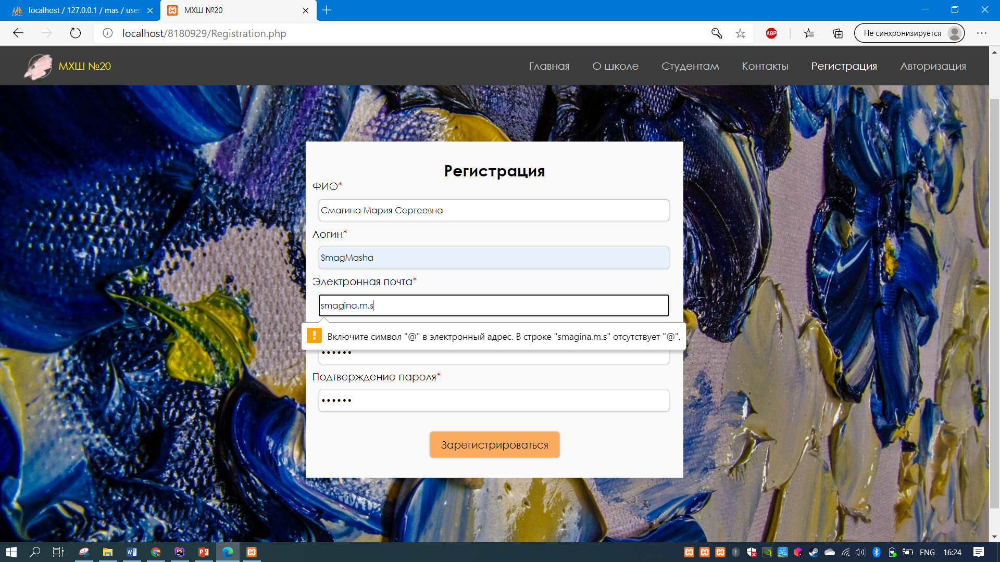 localhost / 127.0.0.1 / mas / user
МХШ №20
localhost/8180929/Registration.php
ABP
Не синхронизируется
МХШ №20
Главная
О школе
Студентам
Контакты
Регистрация
Авторизация
Регистрация
ФИО*
Смагина Мария Сергеевна
Логин*
SmagMasha
Электронная почта*
smagina.m.s
Включите символ "@" в электронный адрес. В строке "smagina.m.s" отсутствует "@".
••••••
Подтверждение пароля*
••••••
Зарегистрироваться
ENG
16:24